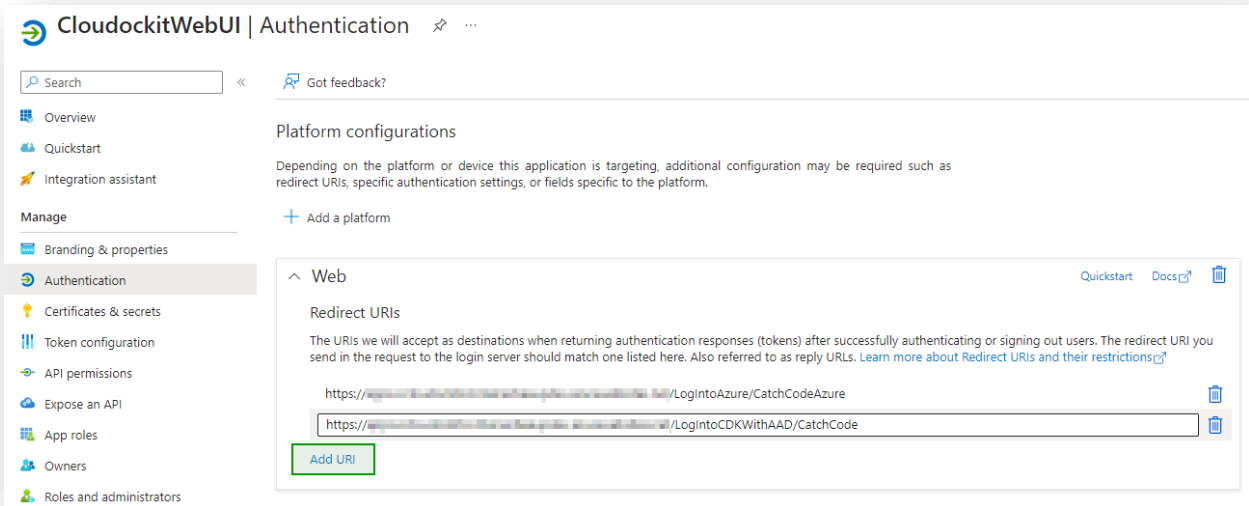 CloudockitWebUI | Authentication
Search
Got feedback?
Overview
Quickstart
Integration assistant
Manage
Branding & properties
Authentication
Certificates & secrets
Token configuration
API permissions
Expose an API
App roles
Owners
Roles and administrators
Platform configurations
Depending on the platform or device this application is targeting, additional configuration may be required such as
redirect URIs, specific authentication settings, or fields specific to the platform.
Add a platform
Web
Quickstart
Docs
Redirect URIs
The URIs we will accept as destinations when returning authentication responses (tokens) after successfully authenticating or signing out users. The redirect URI you
send in the request to the login server should match one listed here. Also referred to as reply URLs. Learn more about Redirect URIs and their restrictions
https:// /LogIntoAzure/CatchCodeAzure
https:// /LogIntoCDKWithAAD/CatchCode
Add URI